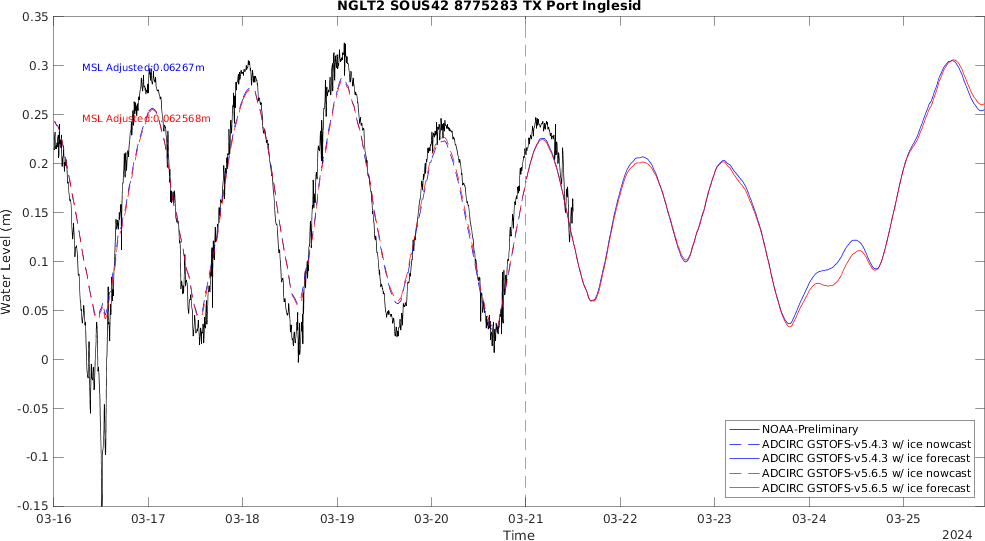 NGLT2 SOUS42 8775283 TX Port Inglesid
0.35
0.3
0.25
0.2
0.15
0.1
0.05
0
-0.05
-0.1
-0.15
Water Level (m)
MSL Adjusted:0.06267m
MSL Adjusted:0.062568m
NOAA-Preliminary
ADCIRC GSTOFS-v5.4.3 w/ ice nowcast
ADCIRC GSTOFS-v5.4.3 w/ ice forecast
ADCIRC GSTOFS-v5.6.5 w/ ice nowcast
ADCIRC GSTOFS-v5.6.5 w/ ice forecast
03-16 03-17 03-18 03-19 03-20 03-21 03-22 03-23 03-24 03-25
Time
2024